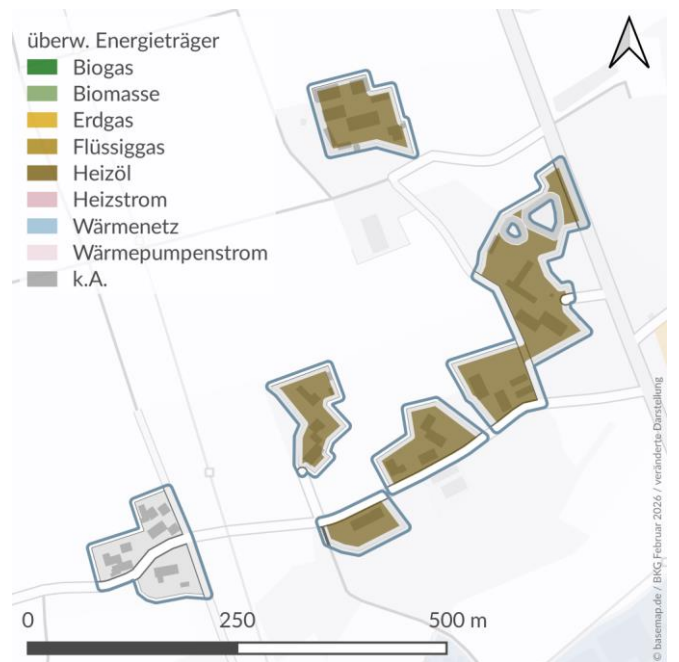 überw. Energieträger
Biogas
Biomasse
Erdgas
Flüssiggas
Heizöl
Heizstrom
Wärmenetz
Wärmepumpenstrom
k.A.
0 250 500 m
© basemap.de / BKG Februar 2026 / veränderte Darstellung